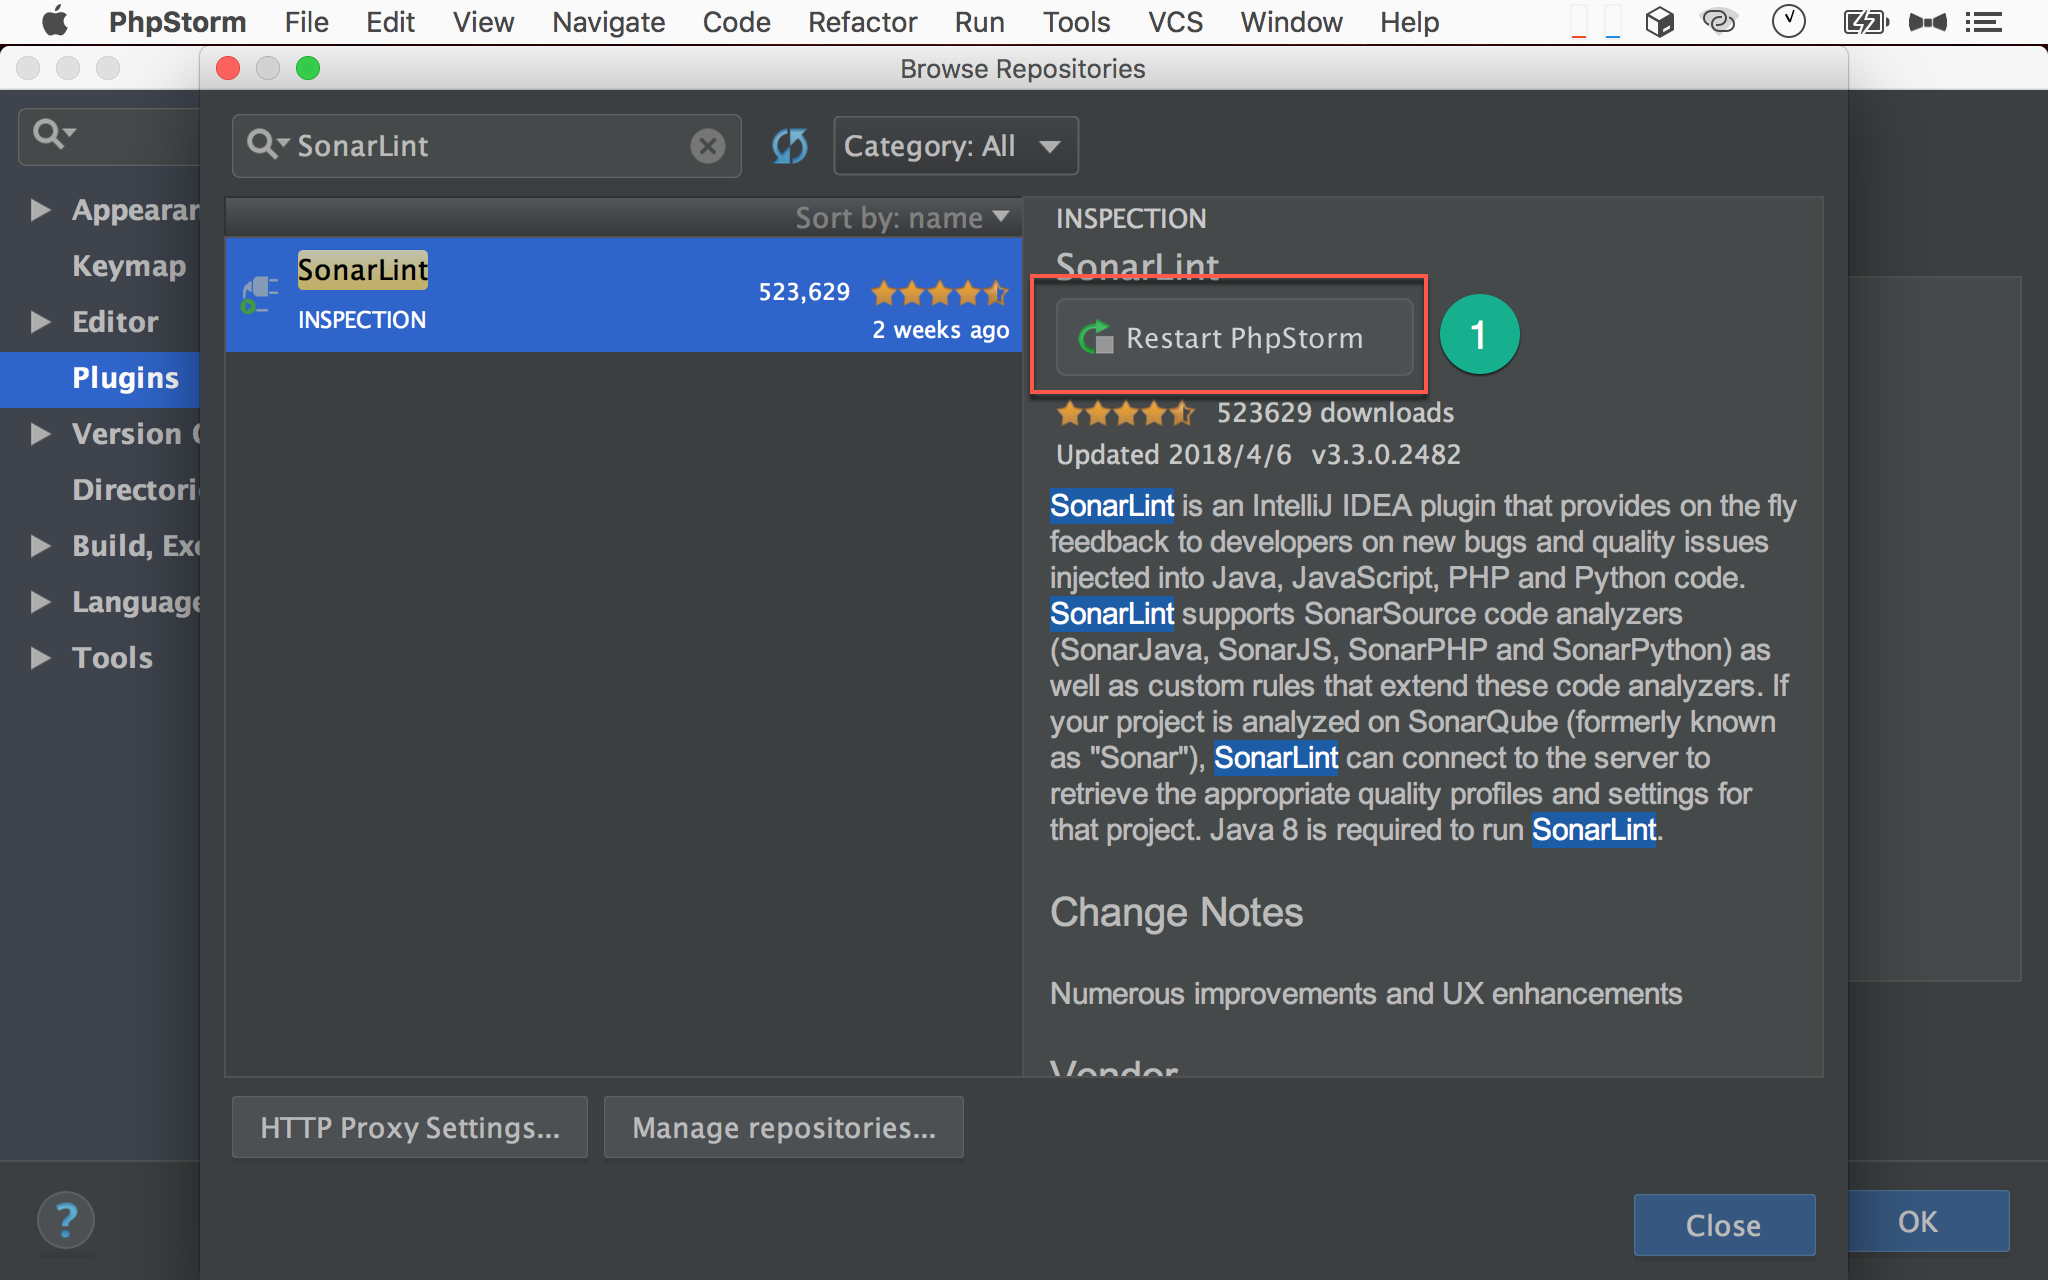 PhpStorm File Edit View Navigate Code Refactor Run Tools VCS Window Help
Browse Repositories
SonarLint
Category: All
Appearar
Keymap
Editor
Plugins
Version C
Directori
Build, Exe
Language
Tools
Sort by: name
SonarLint
INSPECTION
523,629
2 weeks ago
INSPECTION
SonarLint
Restart PhpStorm
1
523629 downloads
Updated 2018/4/6 v3.3.0.2482
SonarLint is an IntelliJ IDEA plugin that provides on the fly
feedback to developers on new bugs and quality issues
injected into Java, JavaScript, PHP and Python code.
SonarLint supports SonarSource code analyzers
(SonarJava, SonarJS, SonarPHP and SonarPython) as
well as custom rules that extend these code analyzers. If
your project is analyzed on SonarQube (formerly known
as "Sonar"), SonarLint can connect to the server to
retrieve the appropriate quality profiles and settings for
that project. Java 8 is required to run SonarLint.
Change Notes
Numerous improvements and UX enhancements
Vendor
HTTP Proxy Settings...
Manage repositories...
?
Close
OK